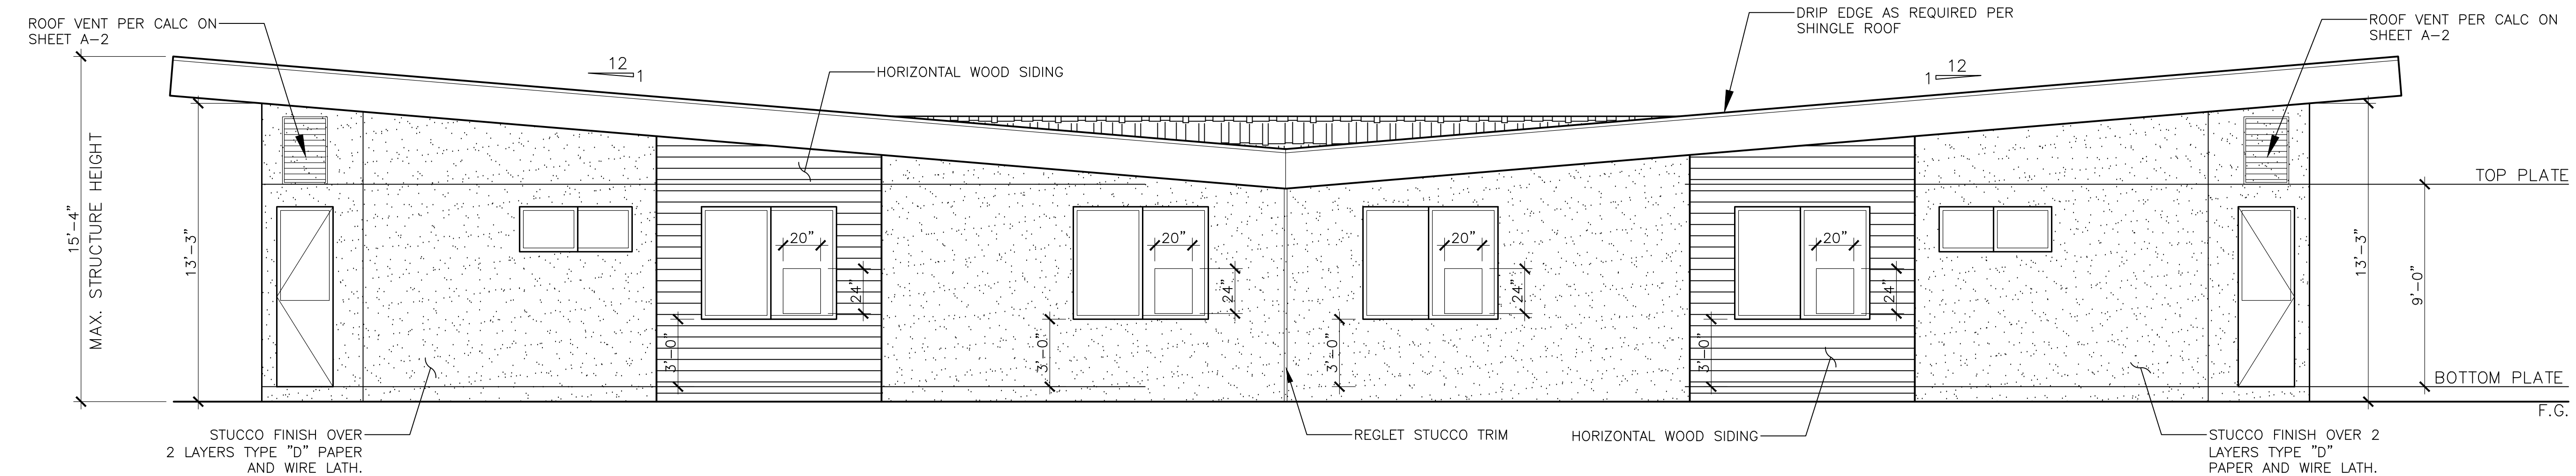 ROOF VENT PER CALC ON
SHEET A-2
DRIP EDGE AS REQUIRED PER
SHINGLE ROOF
ROOF VENT PER CALC ON
SHEET A-2
12
1
HORIZONTAL WOOD SIDING
12
1
15'-4"
MAX. STRUCTURE HEIGHT
13'-3"
TOP PLATE
20"
24"
3'-0"
20"
24"
3'-0"
20"
24"
3'-0"
20"
24"
3'-0"
13'-3"
9'-0"
BOTTOM PLATE
F.G.
STUCCO FINISH OVER
2 LAYERS TYPE "D" PAPER
AND WIRE LATH.
REGLET STUCCO TRIM
HORIZONTAL WOOD SIDING
STUCCO FINISH OVER 2
LAYERS TYPE "D"
PAPER AND WIRE LATH.